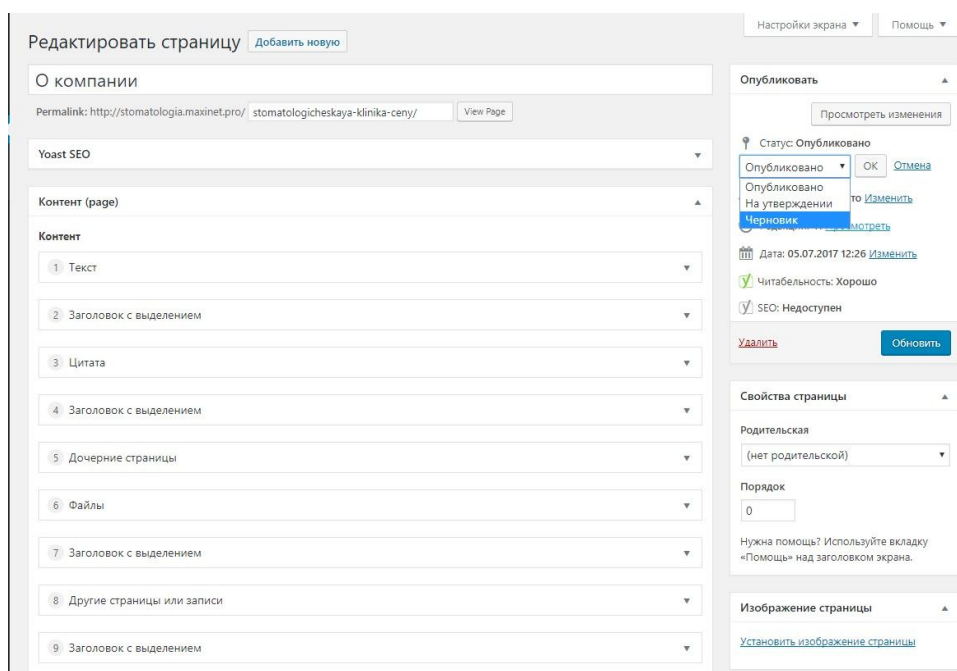 Настройки экрана ▼ Помощь ▼
Редактировать страницу Добавить новую
О компании
Permalink: http://stomatologia.maxinet.pro/ stomatologicheskaya-klinika-ceny/ View Page
Yoast SEO
Контент (page)
Контент
1 Текст
2 Заголовок с выделением
3 Цитата
4 Заголовок с выделением
5 Дочерние страницы
6 Файлы
7 Заголовок с выделением
8 Другие страницы или записи
9 Заголовок с выделением
Опубликовать
Просмотреть изменения
Статус: Опубликовано
Опубликовано ОК Отмена
Опубликовано
На утверждении
то Изменить
Черновик
Просмотреть
Дата: 05.07.2017 12:26 Изменить
Читабельность: Хорошо
SEO: Недоступен
Удалить Обновить
Свойства страницы
Родительская
(нет родительской)
Порядок
0
Нужна помощь? Используйте вкладку
«Помощь» над заголовком экрана.
Изображение страницы
Установить изображение страницы